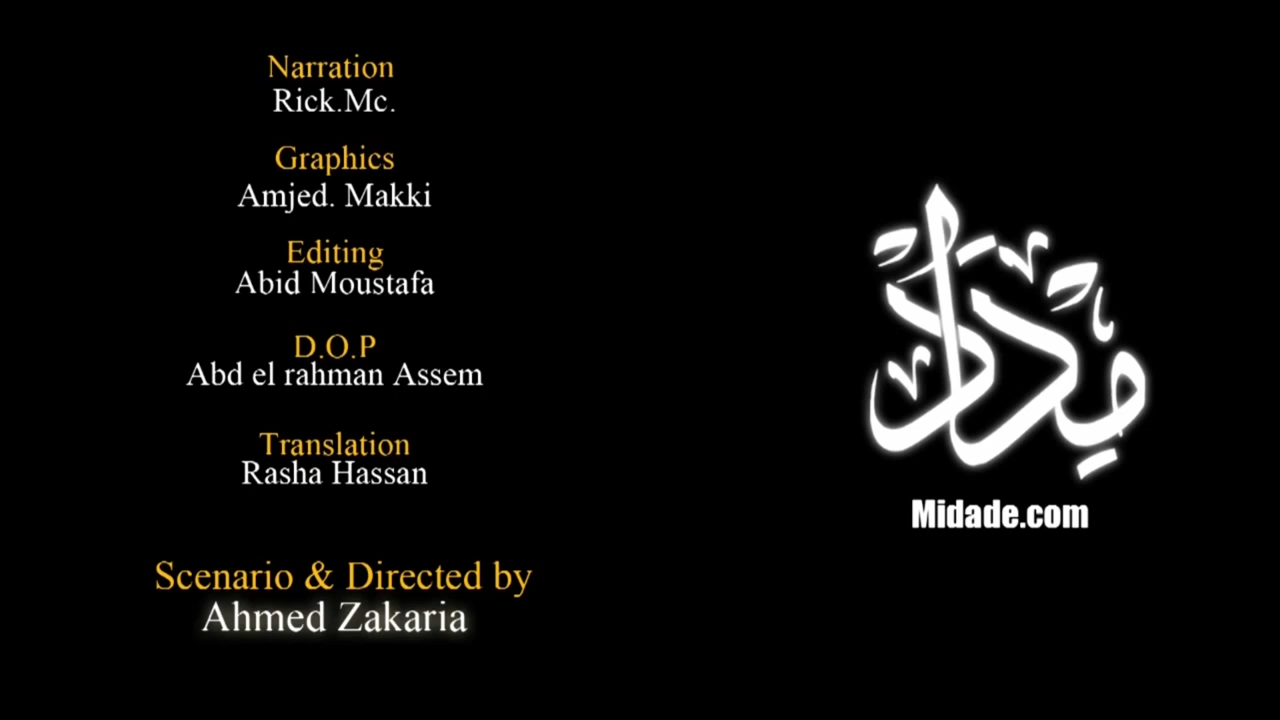 Narration
Rick.Mc.
Graphics
Amjed. Makki
Editing
Abid Moustafa
D.O.P
Abd el rahman Assem
Translation
Rasha Hassan
Scenario & Directed by
Ahmed Zakaria
مداد
Midade.com